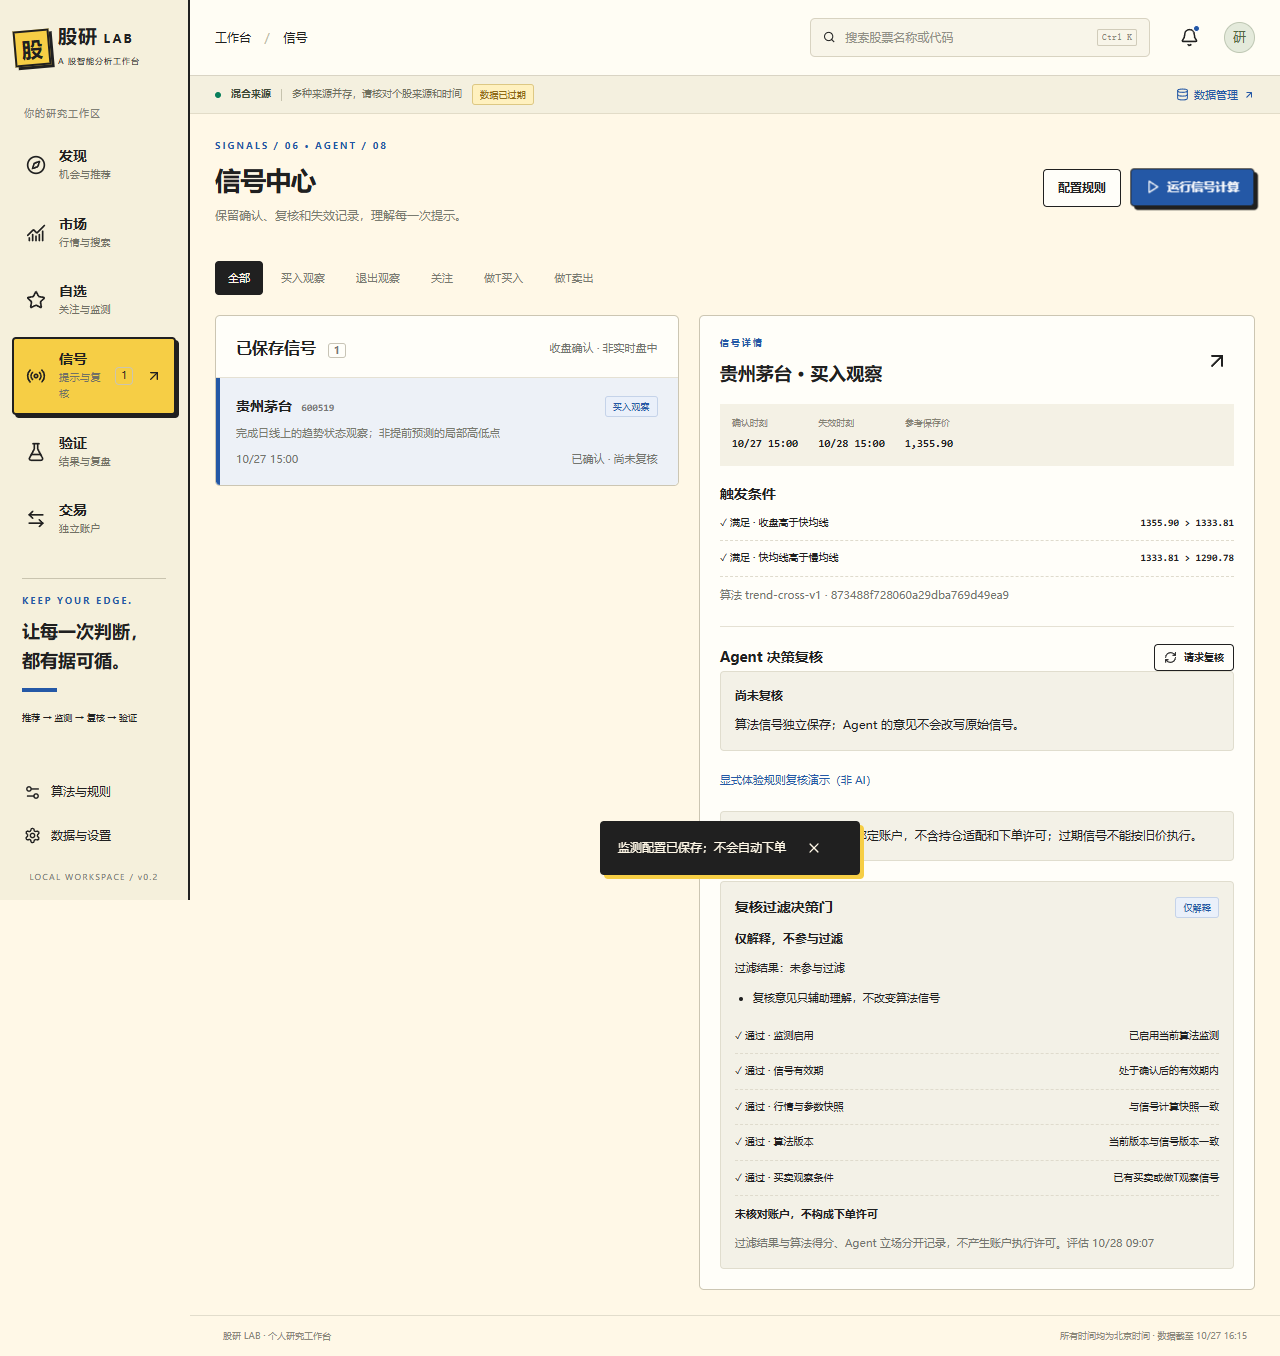 股
股研 LAB
A 股智能分析工作台
你的研究工作区
发现
机会与推荐
市场
行情与搜索
自选
关注与监测
信号
提示与复核
1
验证
结果与复盘
交易
独立账户
KEEP YOUR EDGE.
让每一次判断，
都有据可循。
推荐 → 监测 → 复核 → 验证
算法与规则
数据与设置
LOCAL WORKSPACE / v0.2
工作台 / 信号
搜索股票名称或代码
Ctrl K
研
混合来源
多种来源并存，请核对个股来源和时间
数据已过期
数据管理
SIGNALS / 06 • AGENT / 08
信号中心
保留确认、复核和失效记录，理解每一次提示。
配置规则
运行信号计算
全部
买入观察
退出观察
关注
做T买入
做T卖出
已保存信号 1
收盘确认 · 非实时盘中
贵州茅台 600519
买入观察
完成日线上的趋势状态观察；非提前预测的局部高低点
10/27 15:00
已确认 · 尚未复核
信号详情
贵州茅台 • 买入观察
确认时刻
10/27 15:00
失效时刻
10/28 15:00
参考保存价
1,355.90
触发条件
✓ 满足 · 收盘高于快均线
1355.90 > 1333.81
✓ 满足 · 快均线高于慢均线
1333.81 > 1290.78
算法 trend-cross-v1 · 873488f728060a29dba769d49ea9
Agent 决策复核
请求复核
尚未复核
算法信号独立保存；Agent 的意见不会改写原始信号。
显式体验规则复核演示（非 AI）
定账户，不含持仓适配和下单许可；过期信号不能按旧价执行。
监测配置已保存；不会自动下单
复核过滤决策门
仅解释
仅解释，不参与过滤
过滤结果：未参与过滤
• 复核意见只辅助理解，不改变算法信号
✓ 通过 · 监测启用
已启用当前算法监测
✓ 通过 · 信号有效期
处于确认后的有效期内
✓ 通过 · 行情与参数快照
与信号计算快照一致
✓ 通过 · 算法版本
当前版本与信号版本一致
✓ 通过 · 买卖观察条件
已有买卖或做T观察信号
未核对账户，不构成下单许可
过滤结果与算法得分、Agent 立场分开记录，不产生账户执行许可。评估 10/28 09:07
股研 LAB · 个人研究工作台
所有时间均为北京时间 · 数据截至 10/27 16:15